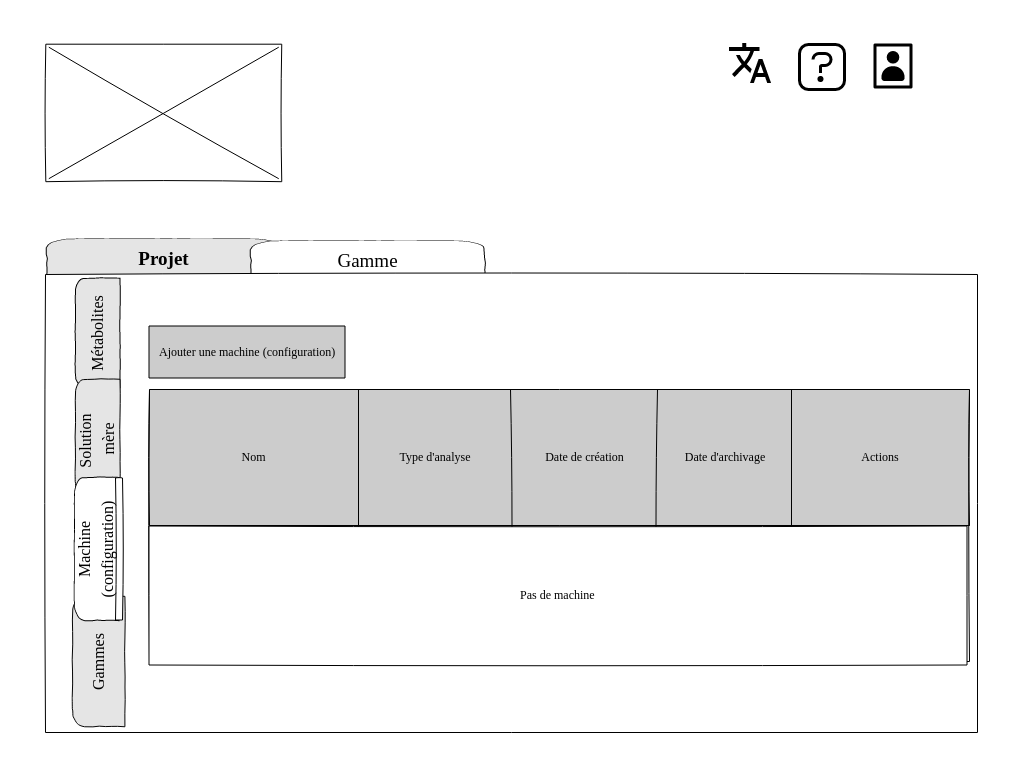 Projet
Gamme
Métabolites
Solution
mère
Machine
(configuration)
Gammes
Ajouter une machine (configuration)
Nom
Type d'analyse
Date de création
Date d'archivage
Actions
Pas de machine